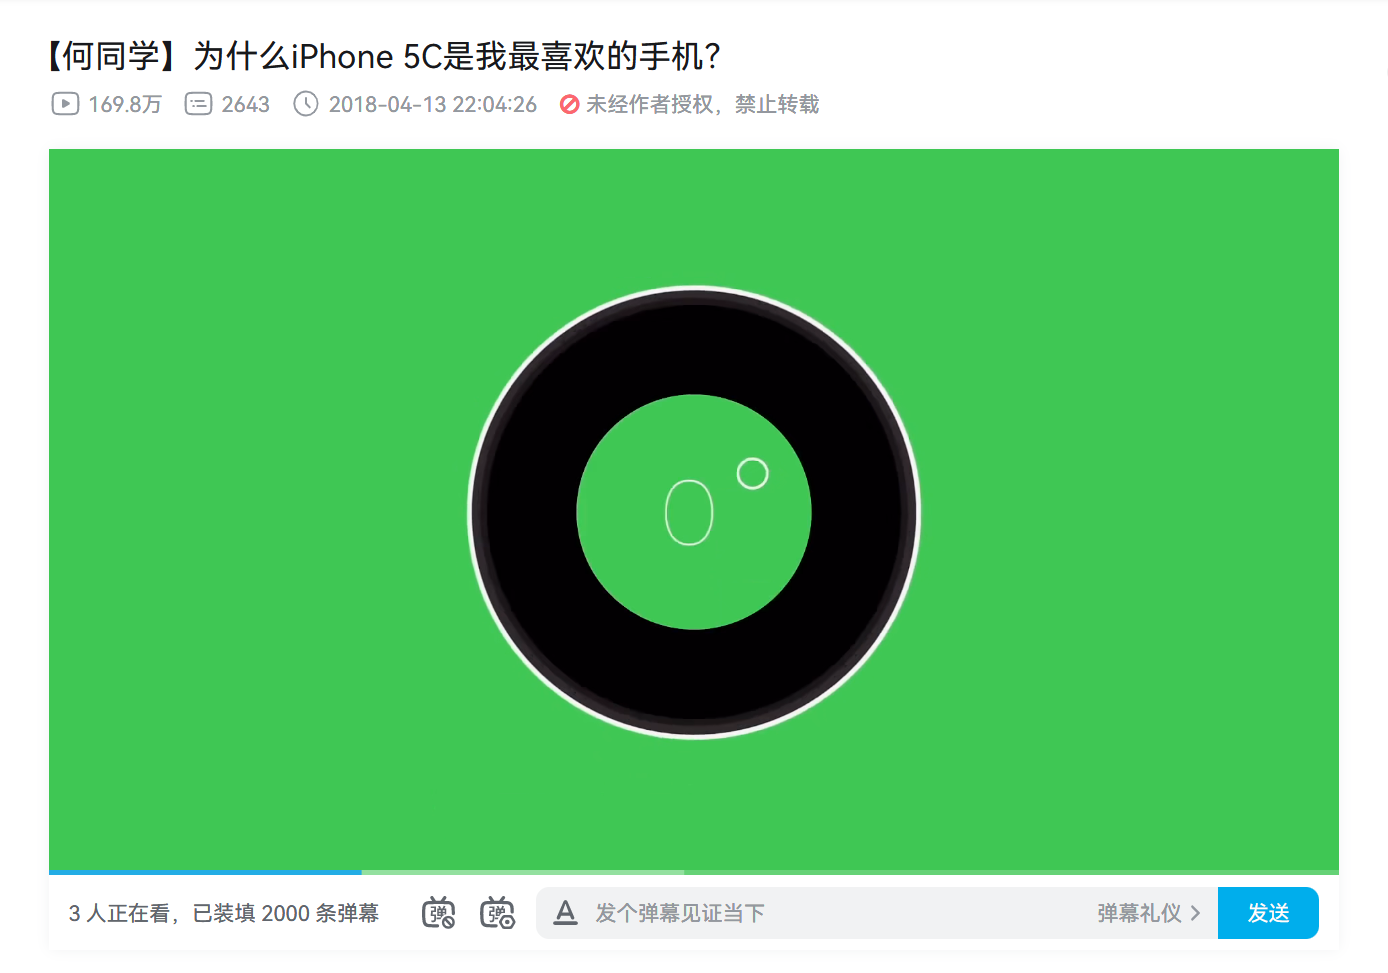 【何同学】为什么iPhone 5C是我最喜欢的手机？
169.8万 2643 2018-04-13 22:04:26 未经作者授权，禁止转载
0
3 人正在看，已装填 2000 条弹幕 弹 弹 A 发个弹幕见证当下 弹幕礼仪 发送